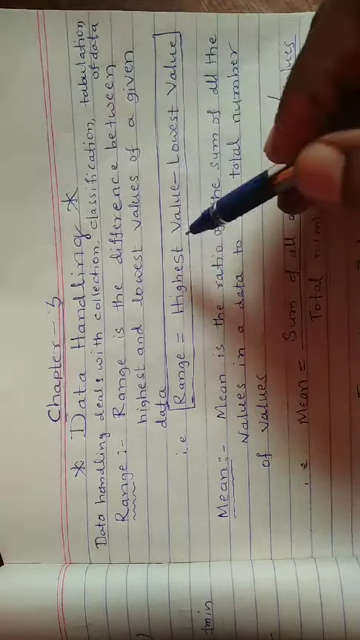 Chapter - 3
* Data Handling *
Data handling deals with collection, classification, tabulation of data
Range :- Range is the difference between
highest and lowest values of a given
data
i.e Range = Highest Value - Lowest Value
Mean :- Mean is the ratio the sum of all the
Values in a data to total number
of values
i.e Mean = Sum of all
Total